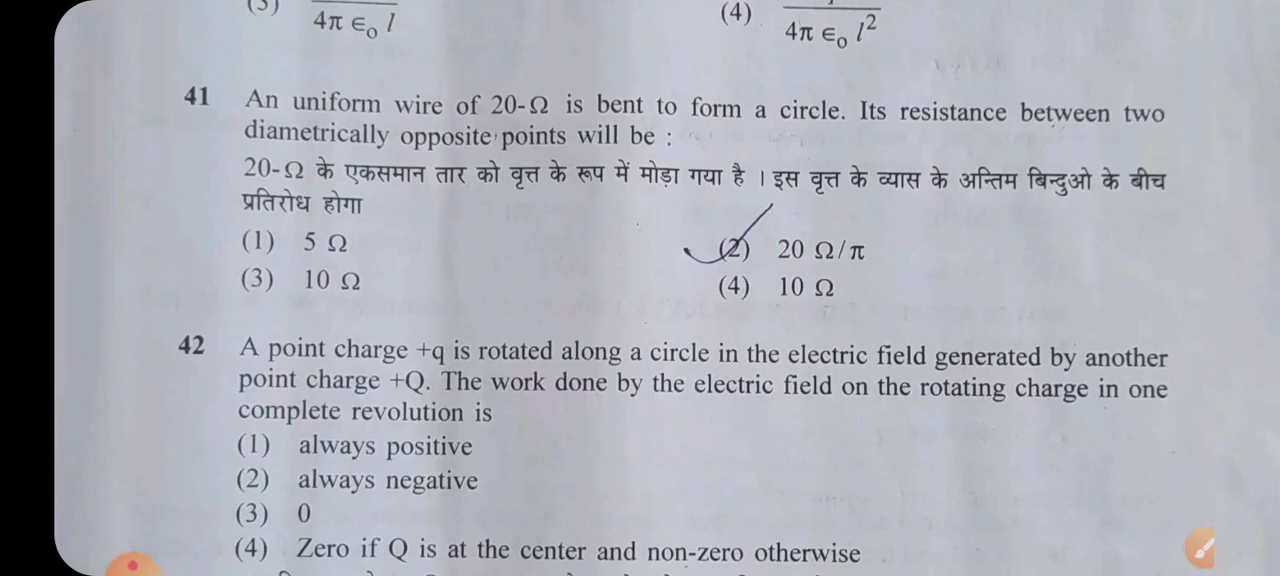 (3) 4π ∈₀ l
(4) 4π ∈₀ l²
41 An uniform wire of 20-Ω is bent to form a circle. Its resistance between two
diametrically opposite points will be :
20-Ω के एकसमान तार को वृत्त के रूप में मोड़ा गया है । इस वृत्त के व्यास के अन्तिम बिन्दुओ के बीच
प्रतिरोध होगा
(1) 5 Ω
(2) 20 Ω/π
(3) 10 Ω
(4) 10 Ω
42 A point charge +q is rotated along a circle in the electric field generated by another
point charge +Q. The work done by the electric field on the rotating charge in one
complete revolution is
(1) always positive
(2) always negative
(3) 0
(4) Zero if Q is at the center and non-zero otherwise